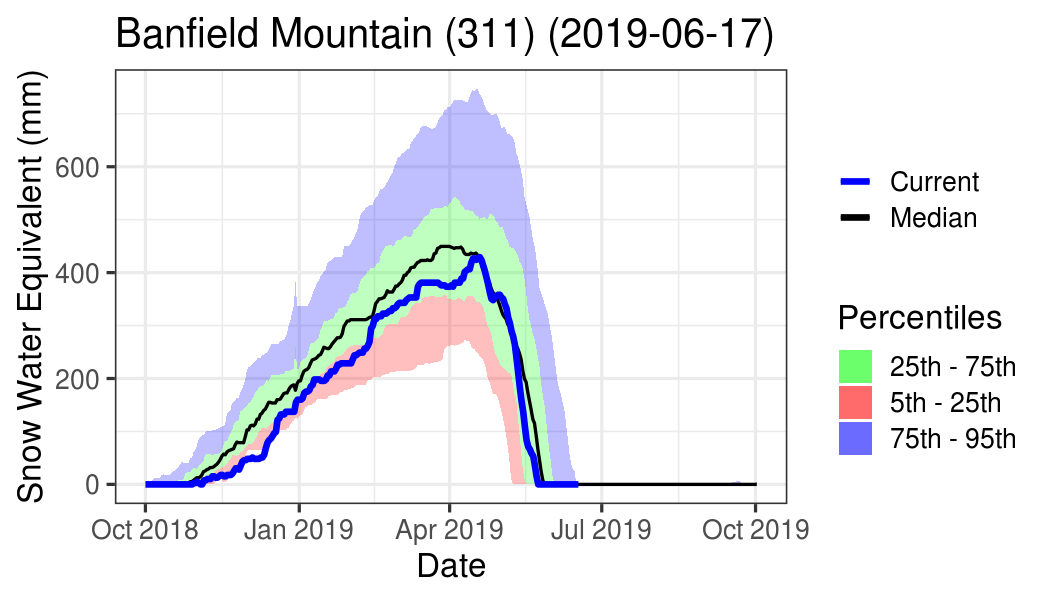 Banfield Mountain (311) (2019-06-17)
Snow Water Equivalent (mm)
600
400
200
0
Oct 2018 Jan 2019 Apr 2019 Jul 2019 Oct 2019
Date
Current
Median
Percentiles
25th - 75th
5th - 25th
75th - 95th